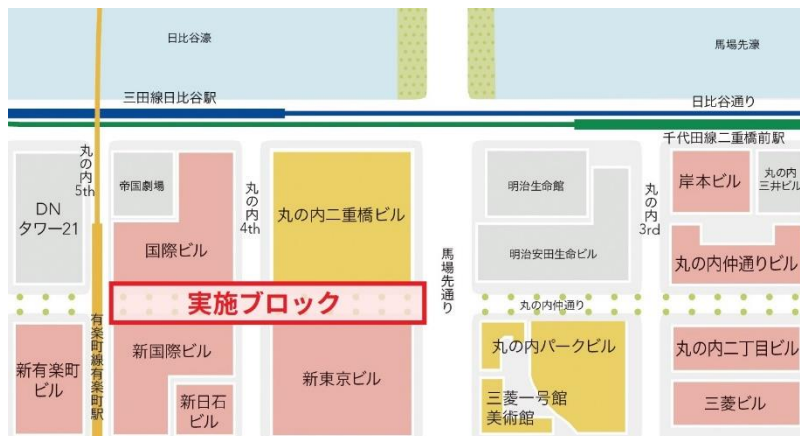 日比谷濠
馬場先濠
三田線日比谷駅
日比谷通り
千代田線二重橋前駅
丸の内
5th
丸の内
4th
丸の内
3rd
DN
タワー21
帝国劇場
国際ビル
丸の内二重橋ビル
馬場先通り
明治生命館
明治安田生命ビル
岸本ビル
丸の内
三井ビル
丸の内仲通りビル
実施ブロック
丸の内仲通り
有楽町線有楽町駅
新有楽町
ビル
新国際ビル
新日石
ビル
新東京ビル
丸の内パークビル
三菱一号館
美術館
丸の内二丁目ビル
三菱ビル